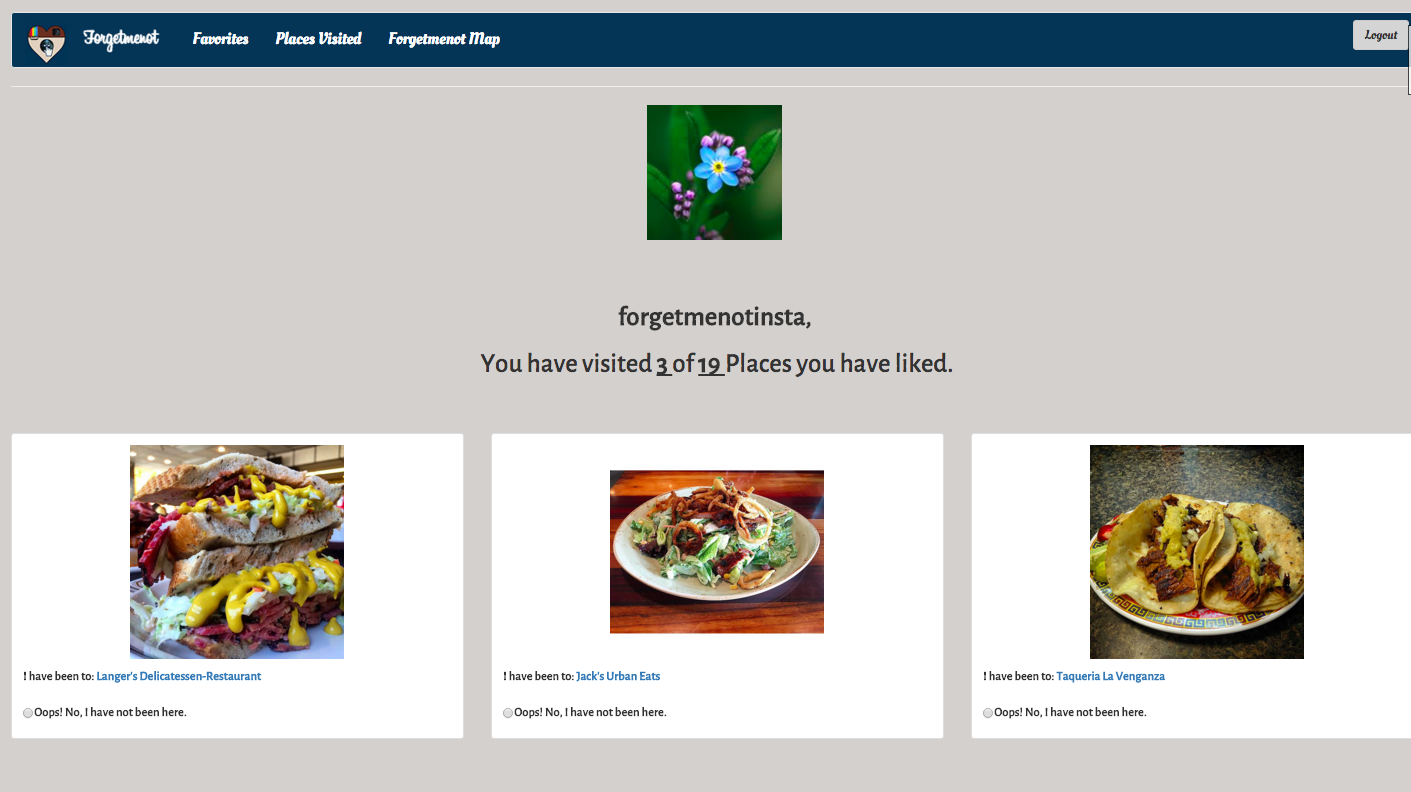 Forgetmenot Favorites Places Visited Forgetmenot Map Logout
forgetmenotinsta,
You have visited 3 of 19 Places you have liked.
I have been to: Langer's Delicatessen-Restaurant
Oops! No, I have not been here.
I have been to: Jack's Urban Eats
Oops! No, I have not been here.
I have been to: Taqueria La Venganza
Oops! No, I have not been here.